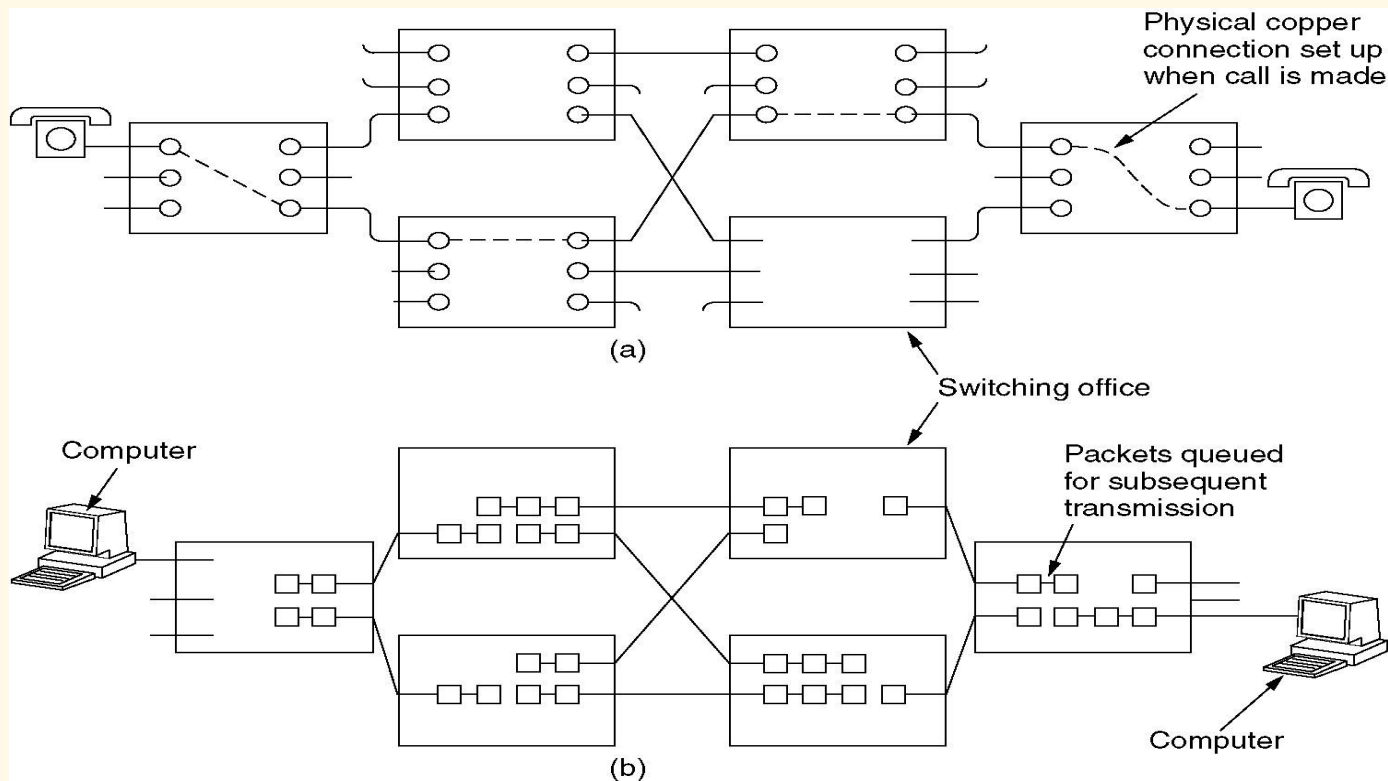 Physical copper
connection set up
when call is made
(a)
Switching office
Computer
Packets queued
for subsequent
transmission
Computer
(b)